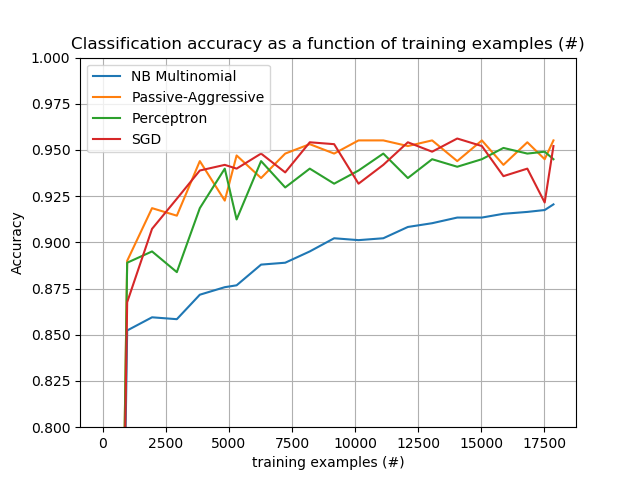 Classification accuracy as a function of training examples (#)
1.000
0.975
0.950
0.925
0.900
0.875
0.850
0.825
0.800
Accuracy
NB Multinomial
Passive-Aggressive
Perceptron
SGD
0 2500 5000 7500 10000 12500 15000 17500
training examples (#)